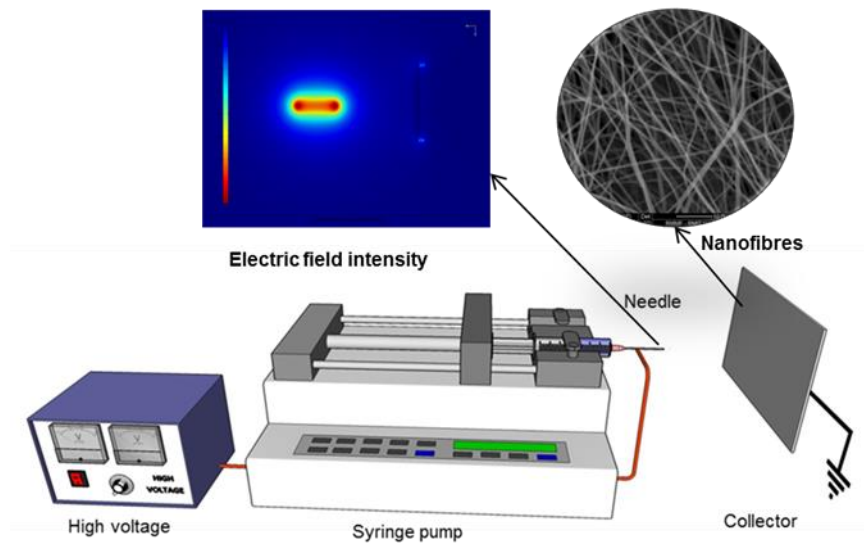 Electric field intensity
Nanofibres
Needle
V
V
HIGH
VOLTAGE
High voltage
Syringe pump
Collector